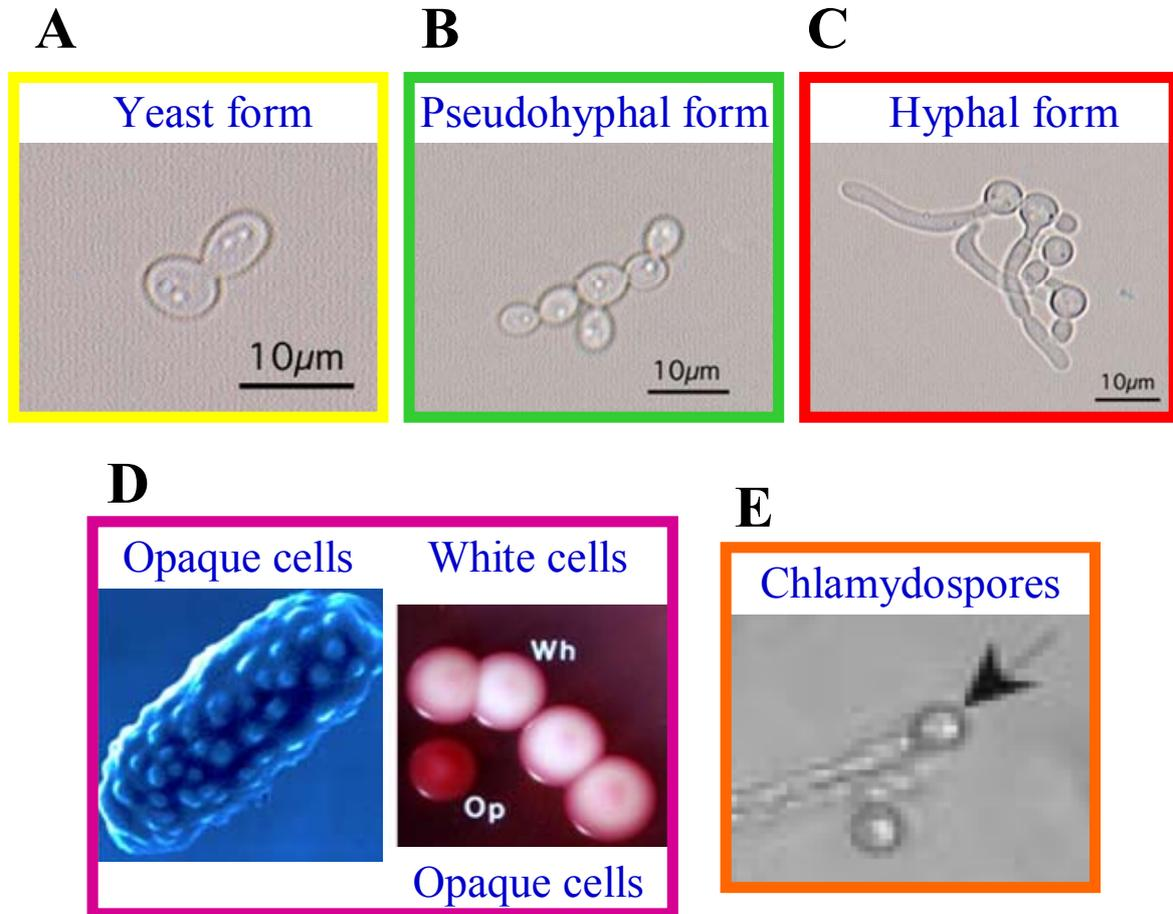 A
B
C
Yeast form
Pseudohyphal form
Hyphal form
10µm
10µm
10µm
D
E
Opaque cells
White cells
Chlamydospores
Wh
Op
Opaque cells